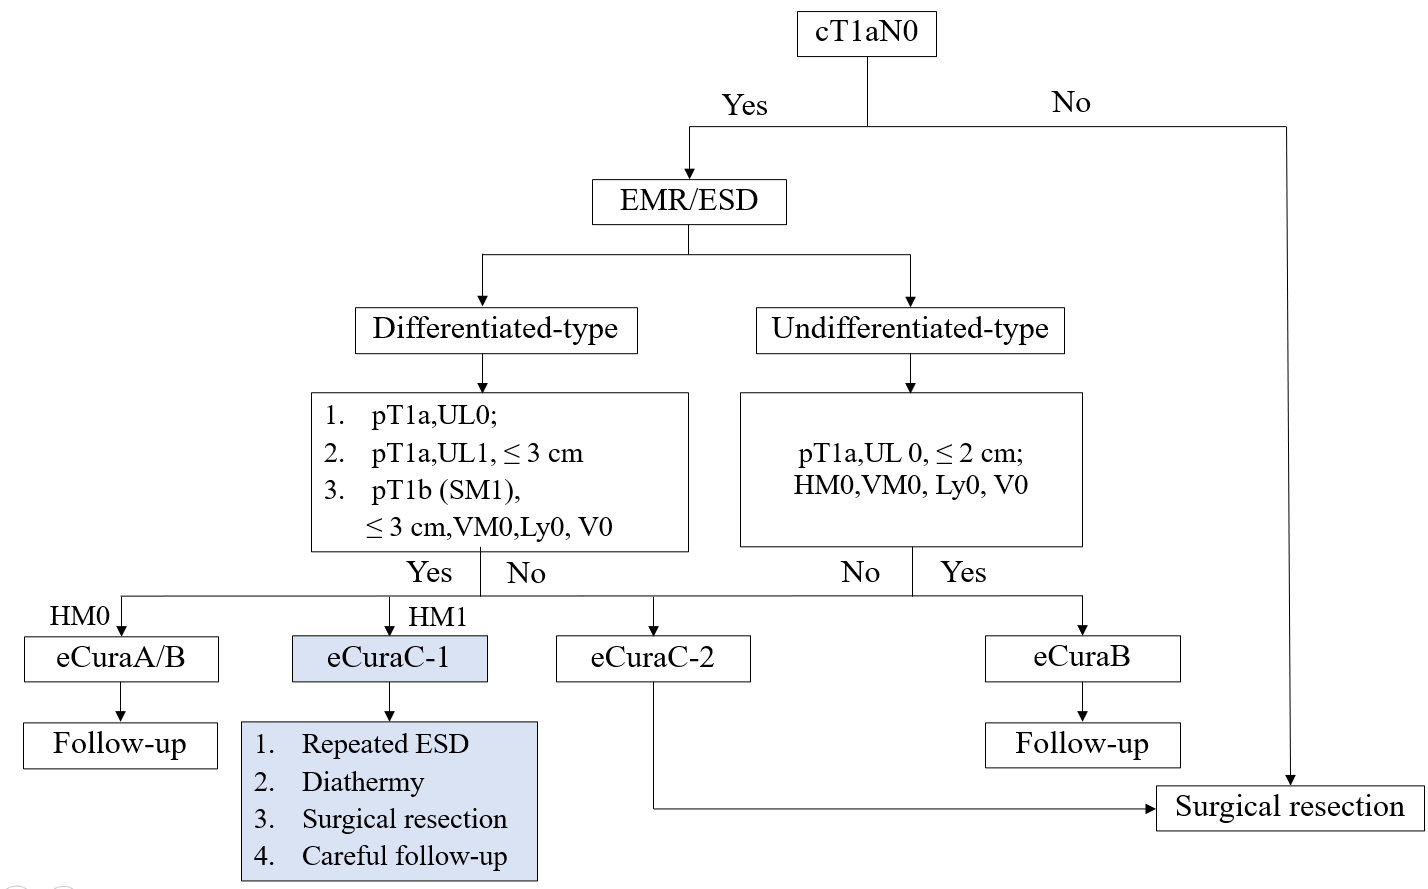 cT1aN0
Yes
No
EMR/ESD
Differentiated-type
Undifferentiated-type
1. pT1a,UL0;
2. pT1a,UL1, ≤ 3 cm
3. pT1b (SM1),
≤ 3 cm,VM0,Ly0, V0
pT1a,UL 0, ≤ 2 cm;
HM0,VM0, Ly0, V0
Yes
No
No
Yes
HM0
HM1
eCuraA/B
eCuraC-1
eCuraC-2
eCuraB
Follow-up
1. Repeated ESD
2. Diathermy
3. Surgical resection
4. Careful follow-up
Follow-up
Surgical resection